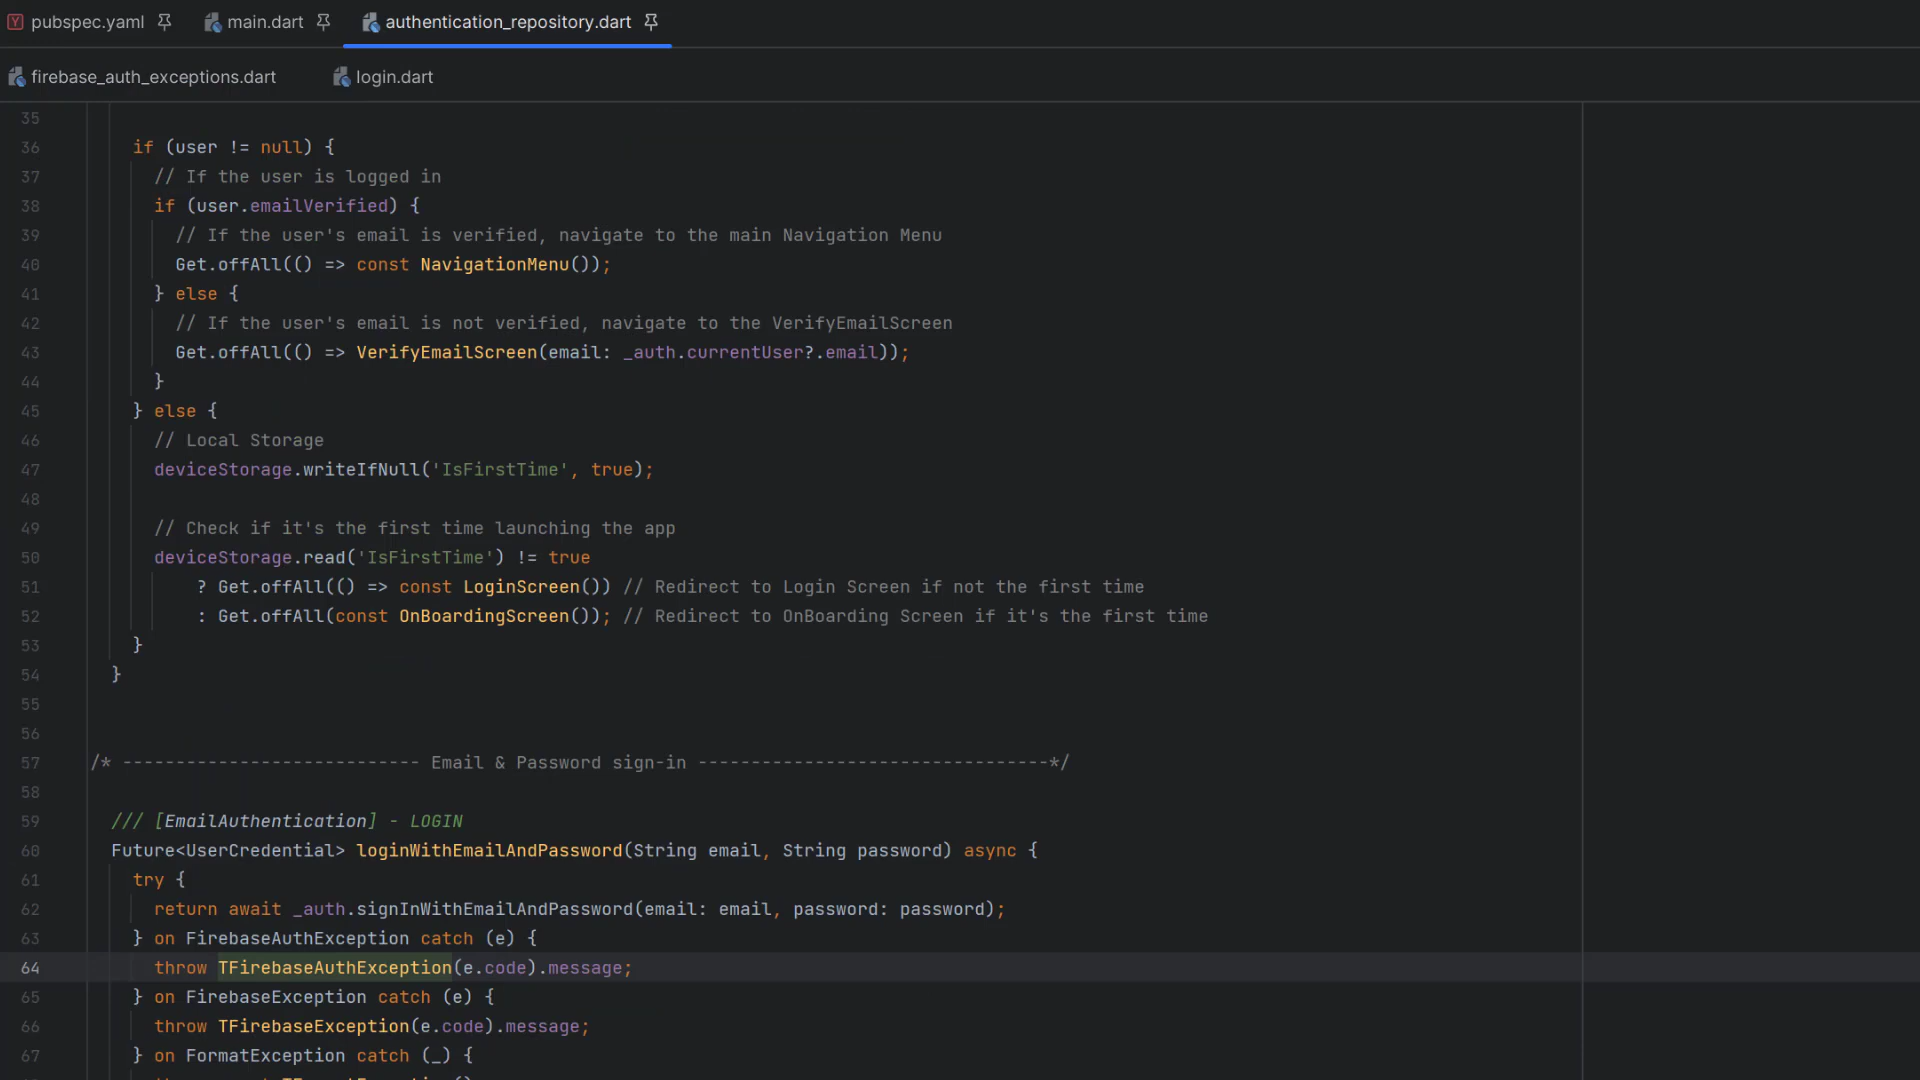 pubspec.yaml
main.dart
authentication_repository.dart
firebase_auth_exceptions.dart
login.dart
35
36 if (user != null) {
37 // If the user is logged in
38 if (user.emailVerified) {
39 // If the user's email is verified, navigate to the main Navigation Menu
40 Get.offAll(() => const NavigationMenu());
41 } else {
42 // If the user's email is not verified, navigate to the VerifyEmailScreen
43 Get.offAll(() => VerifyEmailScreen(email: _auth.currentUser?.email));
44 }
45 } else {
46 // Local Storage
47 deviceStorage.writeIfNull('IsFirstTime', true);
48
49 // Check if it's the first time launching the app
50 deviceStorage.read('IsFirstTime') != true
51 ? Get.offAll(() => const LoginScreen()) // Redirect to Login Screen if not the first time
52 : Get.offAll(const OnBoardingScreen()); // Redirect to OnBoarding Screen if it's the first time
53 }
54 }
55
56
57 /* ---------------------------- Email & Password sign-in ---------------------------------*/
58
59 /// [EmailAuthentication] - LOGIN
60 Future<UserCredential> loginWithEmailAndPassword(String email, String password) async {
61 try {
62 return await _auth.signInWithEmailAndPassword(email: email, password: password);
63 } on FirebaseAuthException catch (e) {
64 throw TFirebaseAuthException(e.code).message;
65 } on FirebaseException catch (e) {
66 throw TFirebaseException(e.code).message;
67 } on FormatException catch (_) {